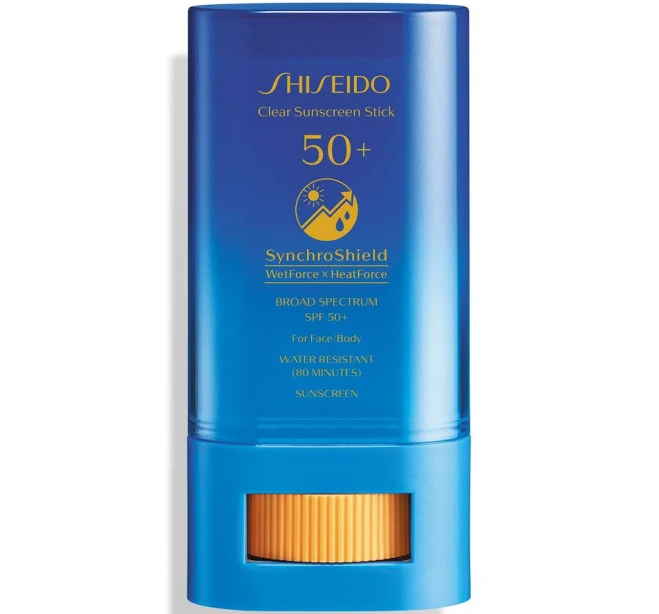 SHISEIDO
Clear Sunscreen Stick
50+
SynchroShield
WetForce × HeatForce
BROAD SPECTRUM
SPF 50+
For Face/Body
WATER RESISTANT
(80 MINUTES)
SUNSCREEN